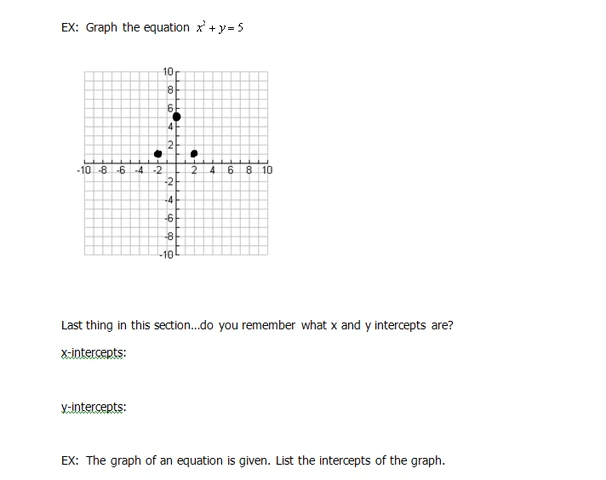 EX: Graph the equation x² + y = 5
10
8
6
4
2
-10 -8 -6 -4 -2 2 4 6 8 10
-2
-4
-6
-8
-10
Last thing in this section...do you remember what x and y intercepts are?
x-intercepts:
y-intercepts:
EX: The graph of an equation is given. List the intercepts of the graph.